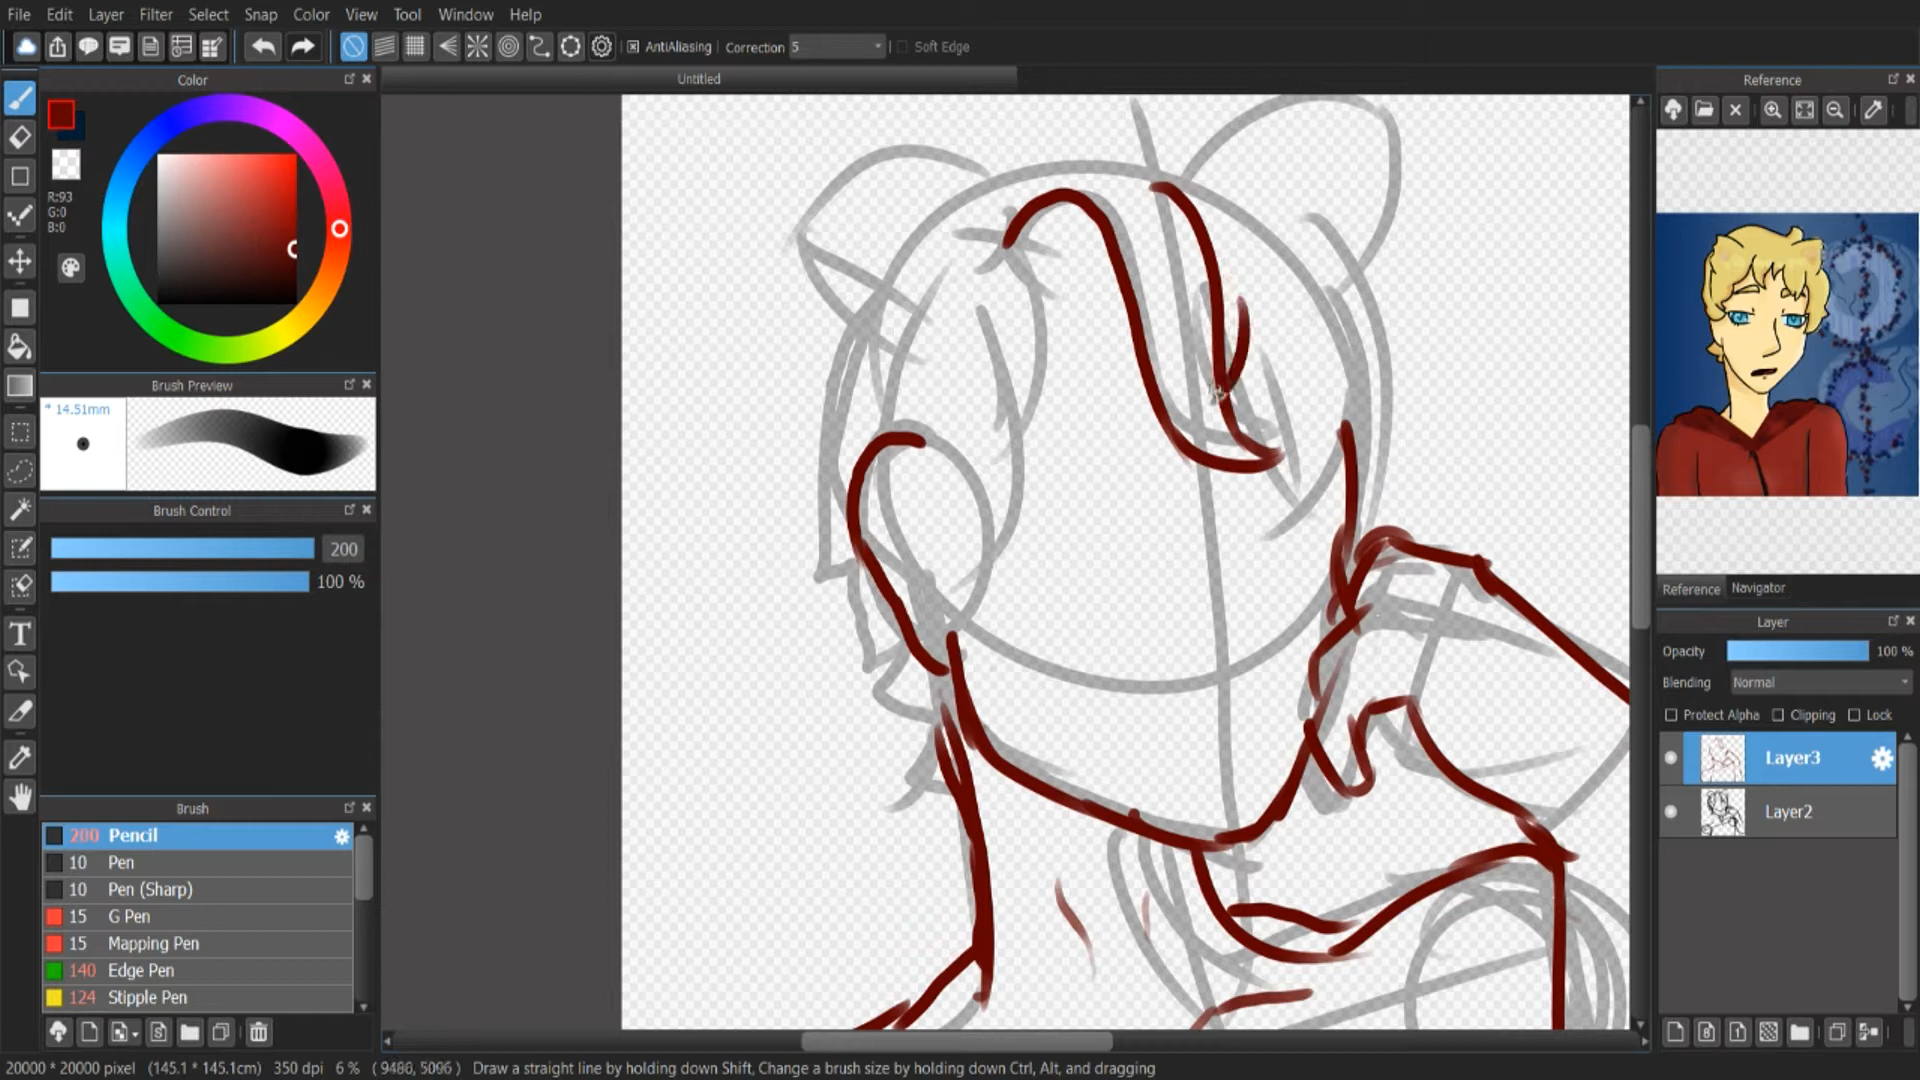 File Edit Layer Filter Select Snap Color View Tool Window Help
AntiAliasing Correction 5 Soft Edge
Color
Untitled
Reference
R:93
G:0
B:0
Brush Preview
* 14.51mm
Brush Control
200
100 %
Reference Navigator
Layer
Opacity 100 %
Blending Normal
Protect Alpha Clipping Lock
Layer3
Layer2
Brush
200 Pencil
10 Pen
10 Pen (Sharp)
15 G Pen
15 Mapping Pen
140 Edge Pen
124 Stipple Pen
20000 * 20000 pixel (145.1 * 145.1cm) 350 dpi 6 % ( 9486, 5096 ) Draw a straight line by holding down Shift, Change a brush size by holding down Ctrl, Alt, and dragging